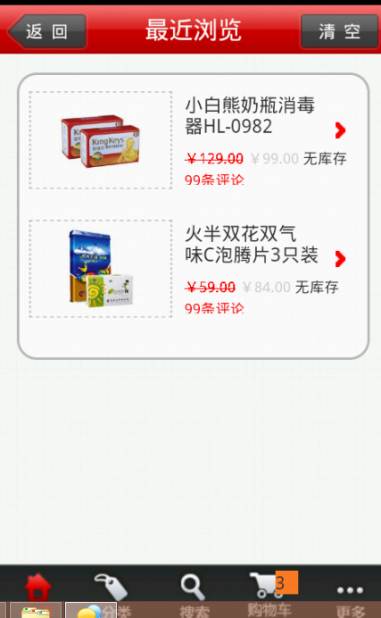 返 回
最近浏览
清 空
KingKeys
小白熊奶瓶消毒
器HL-0982
￥129.00 ￥99.00 无库存
99条评论
火半双花双气
味C泡腾片3只装
￥59.00 ￥84.00 无库存
99条评论
3
分类
搜索
购物车
更多